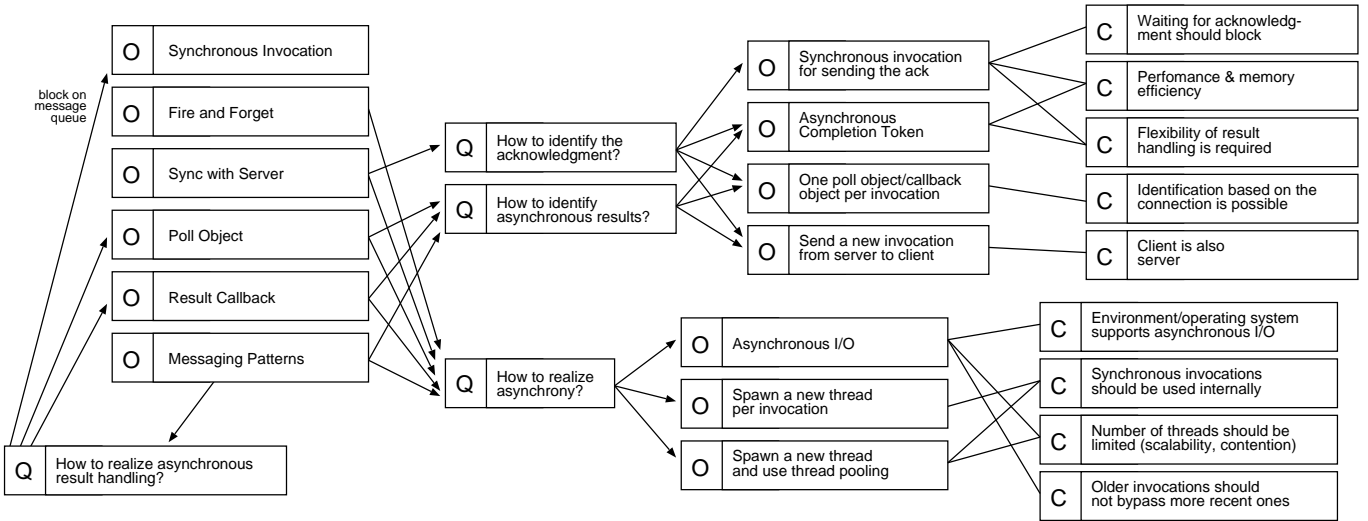 block on
message
queue
O
Synchronous Invocation
O
Fire and Forget
O
Sync with Server
O
Poll Object
O
Result Callback
O
Messaging Patterns
Q
How to realize asynchronous
result handling?
Q
How to identify the
acknowledgment?
Q
How to identify
asynchronous results?
Q
How to realize
asynchrony?
O
Synchronous invocation
for sending the ack
O
Asynchronous
Completion Token
O
One poll object/callback
object per invocation
O
Send a new invocation
from server to client
C
Waiting for acknowledg-
ment should block
C
Perfomance & memory
efficiency
C
Flexibility of result
handling is required
C
Identification based on the
connection is possible
C
Client is also
server
O
Asynchronous I/O
O
Spawn a new thread
per invocation
O
Spawn a new thread
and use thread pooling
C
Environment/operating system
supports asynchronous I/O
C
Synchronous invocations
should be used internally
C
Number of threads should be
limited (scalability, contention)
C
Older invocations should
not bypass more recent ones